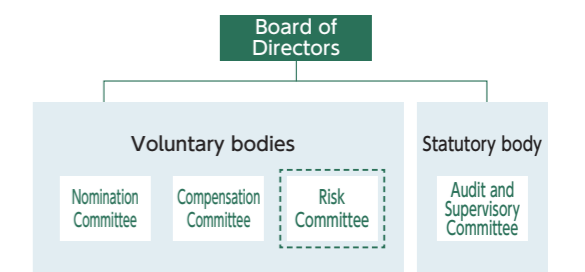 Board of
Directors
Voluntary bodies
Statutory body
Nomination
Committee
Compensation
Committee
Risk
Committee
Audit and
Supervisory
Committee